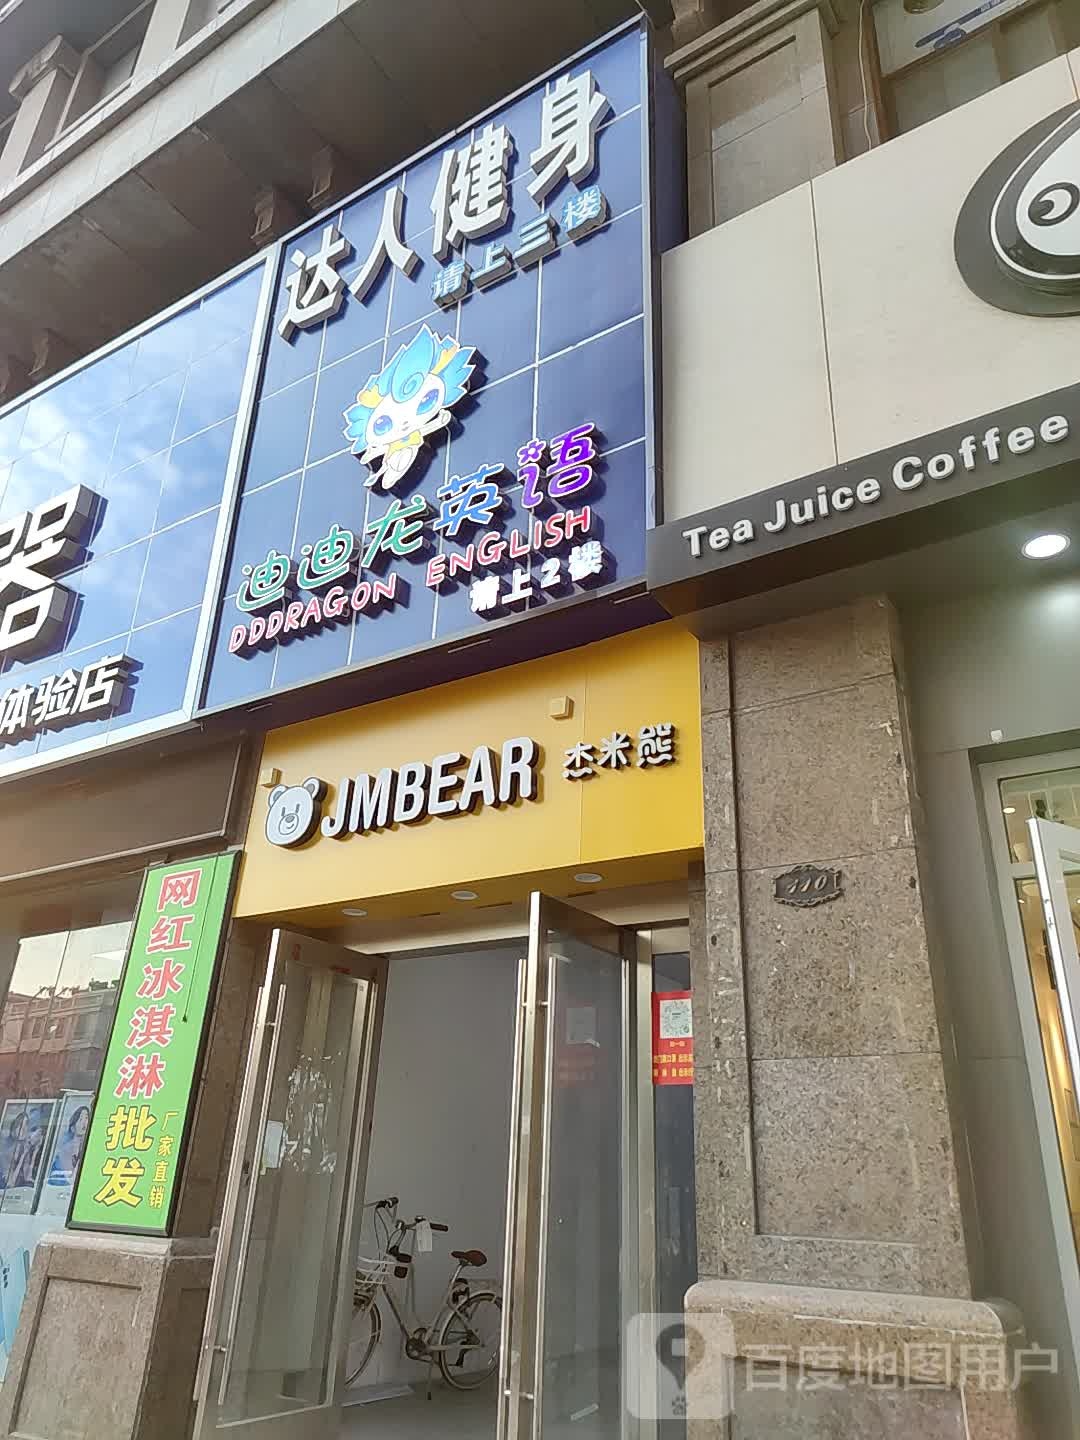 达人健身
请上三楼
迪迪龙英语
DDDRAGON ENGLISH
请上2楼
器
体验店
Tea Juice Coffee
JMBEAR 杰米熊
网红冰淇淋批发
厂家直销
110
百度地图用户